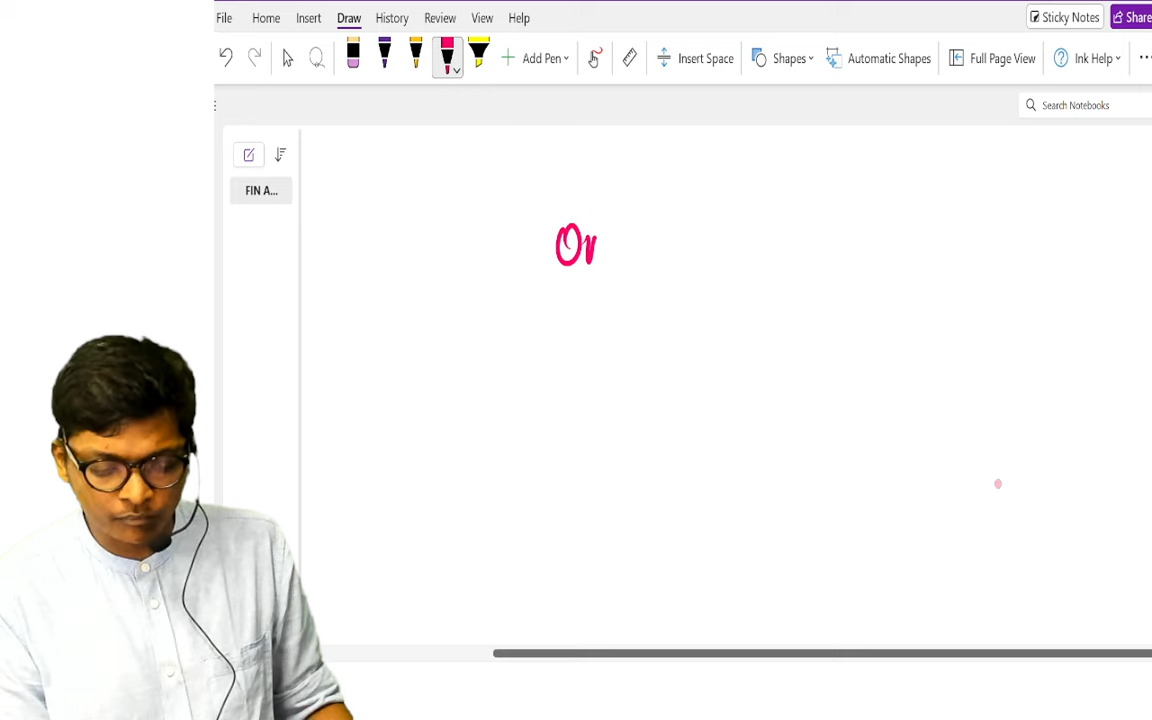 File Home Insert Draw History Review View Help Sticky Notes Share
Add Pen Insert Space Shapes Automatic Shapes Full Page View Ink Help
Search Notebooks
FIN A...
Or